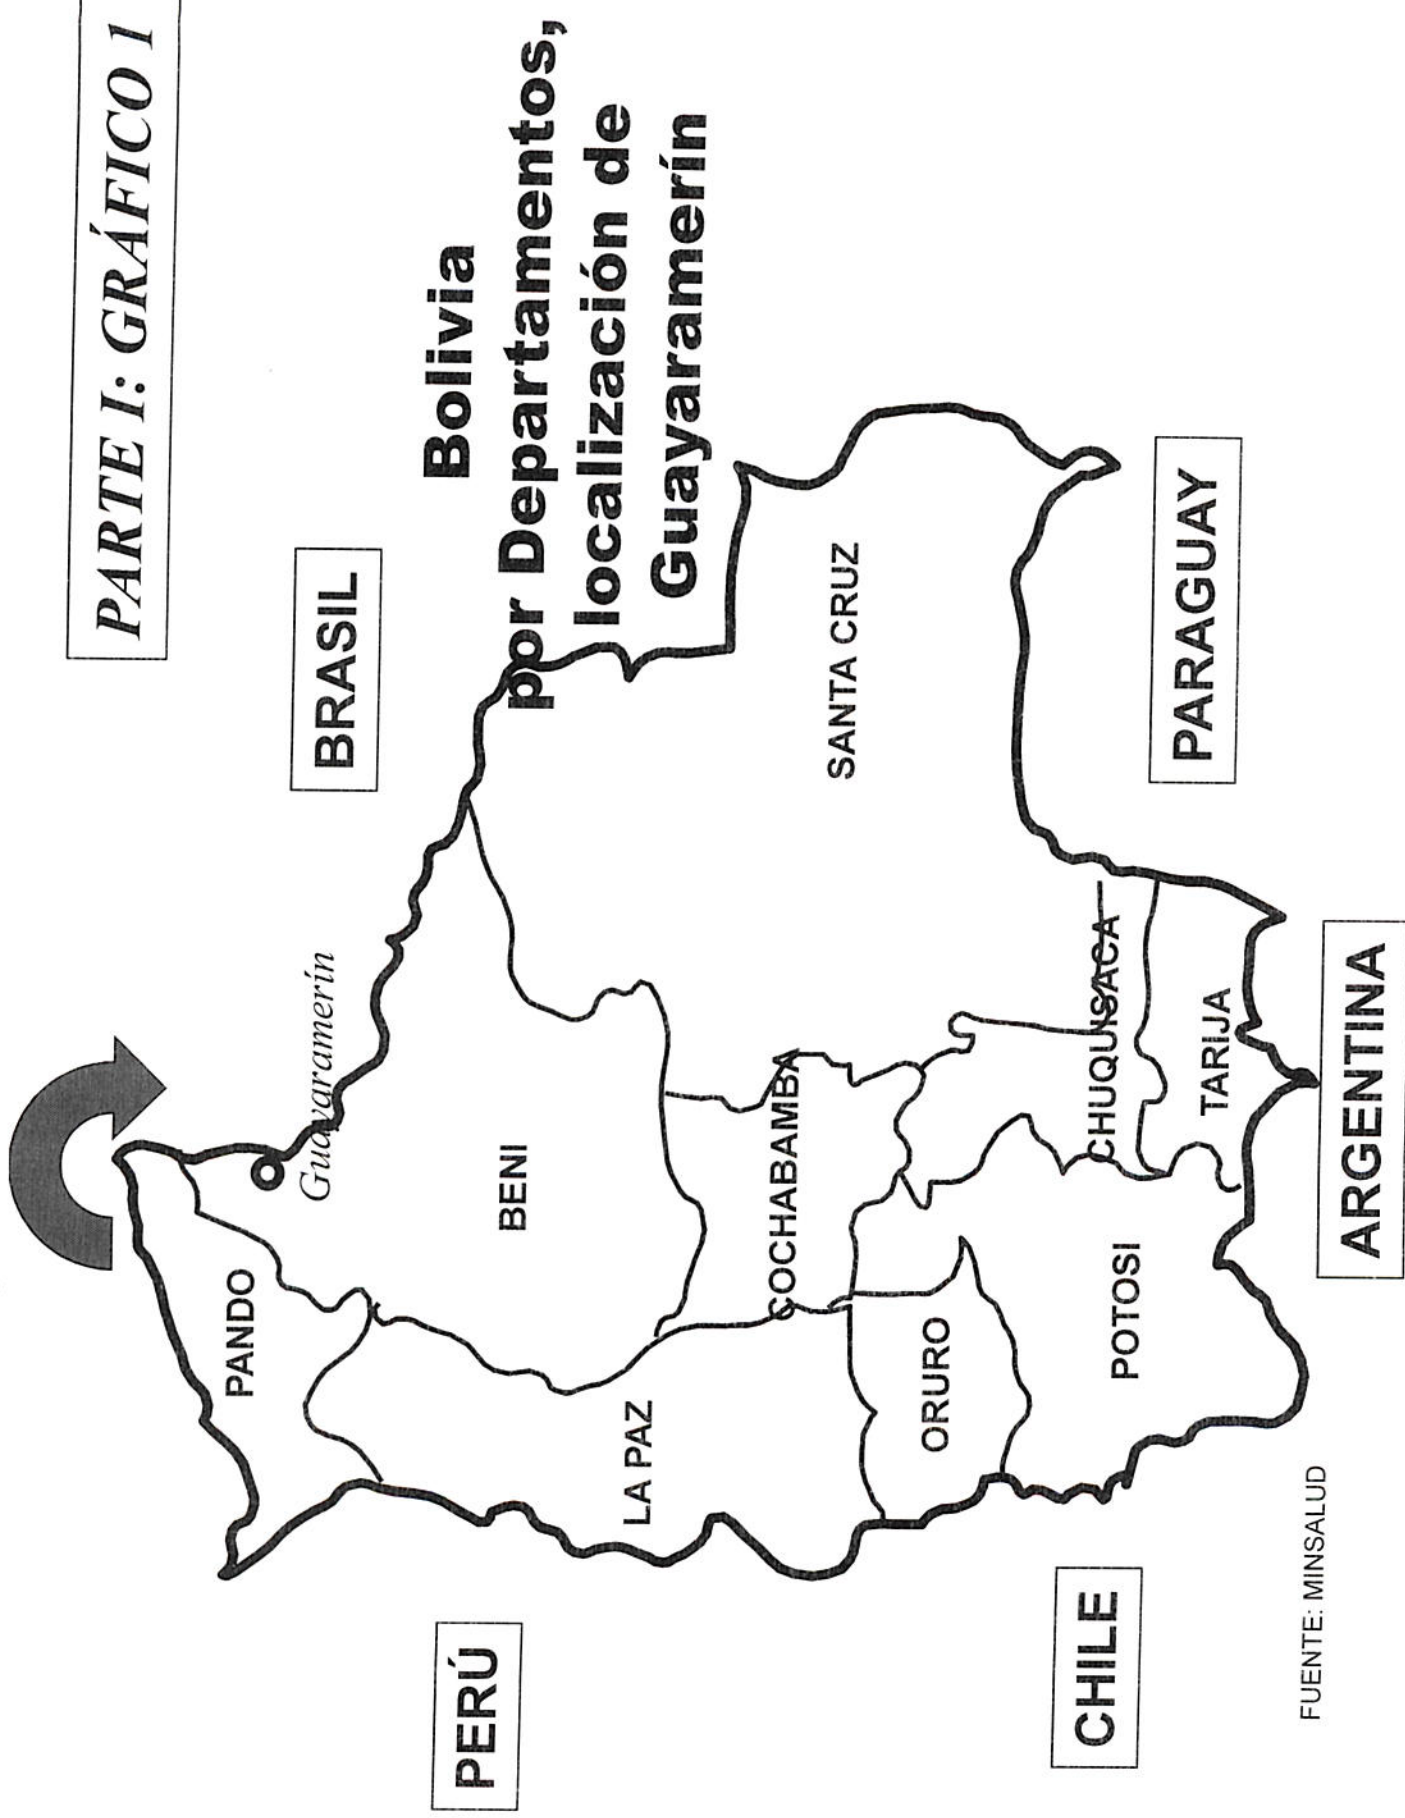 PARTE I: GRÁFICO 1
Bolivia
por Departamentos,
localización de
Guayaramerín
BRASIL
Guayaramerín
PANDO
BENI
LA PAZ
SANTA CRUZ
COCHABAMBA
ORURO
CHUQUISACA
POTOSI
TARIJA
PERÚ
CHILE
PARAGUAY
ARGENTINA
FUENTE: MINSALUD